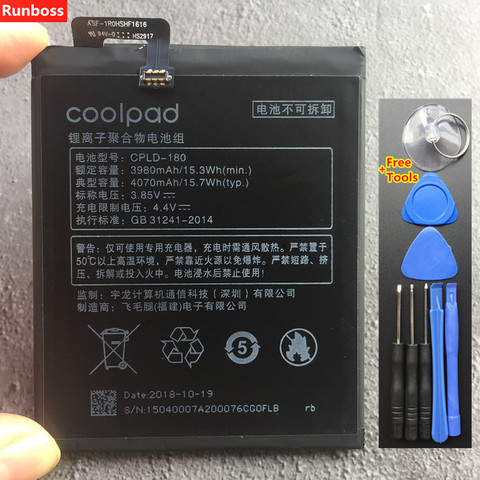 Runboss
KSF-1R0HSHF1616
94V-0
HS2917
coolpad
电池不可拆卸
锂离子聚合物电池组
电池型号: CPLD-180
额定容量: 3980mAh/15.3Wh(min.)
典型容量: 4070mAh/15.7Wh(typ.)
标称电压: 3.85V
充电限制电压: 4.4V
执行标准: GB 31241-2014
警告: 仅可使用专用充电器, 充电时需通风散热。严禁置于
50℃以上高温环境, 严禁靠近火源以免爆炸。严禁短路、挤
压、拆解或投入火中。电池浸水后禁止使用。
监制: 宇龙计算机通信科技(深圳)有限公司
制造商: 飞毛腿(福建)电子有限公司
5
Date:2018-10-19
S/N:15040007A200076CG0FLB rb
+Free
Tools